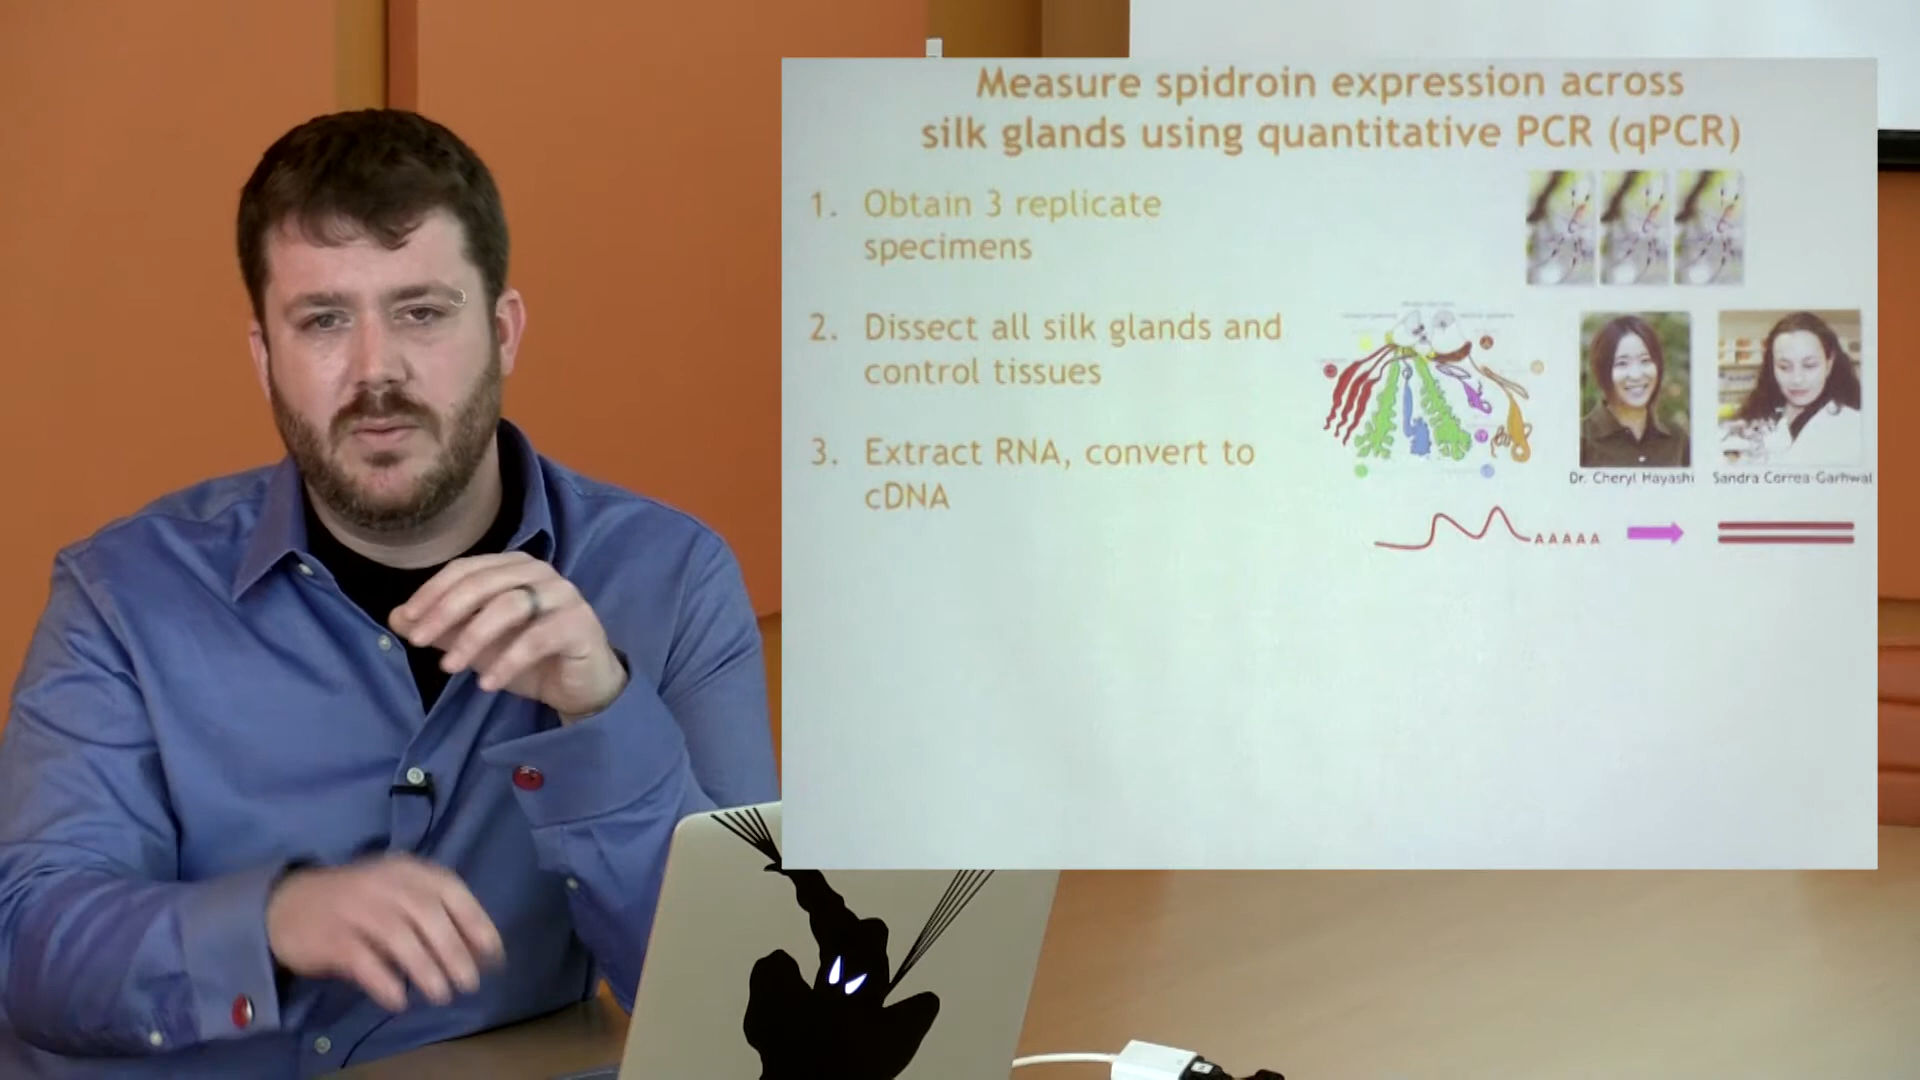 Measure spidroin expression across
silk glands using quantitative PCR (qPCR)
1. Obtain 3 replicate
specimens
2. Dissect all silk glands and
control tissues
3. Extract RNA, convert to
cDNA
Dr. Cheryl Hayashi
Sandra Correa-Garhwal
AAAAA